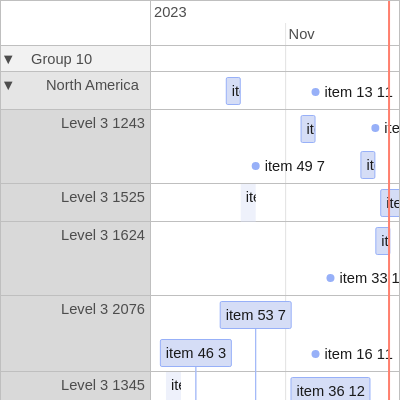 2023
Nov
▼ Group 10
▼ North America
it
item 13 11
Level 3 1243
it
ite
item 49 7
it
Level 3 1525
ite
ite
Level 3 1624
it
item 33 1
Level 3 2076
item 53 7
item 46 3
item 16 11
Level 3 1345
ite
item 36 12